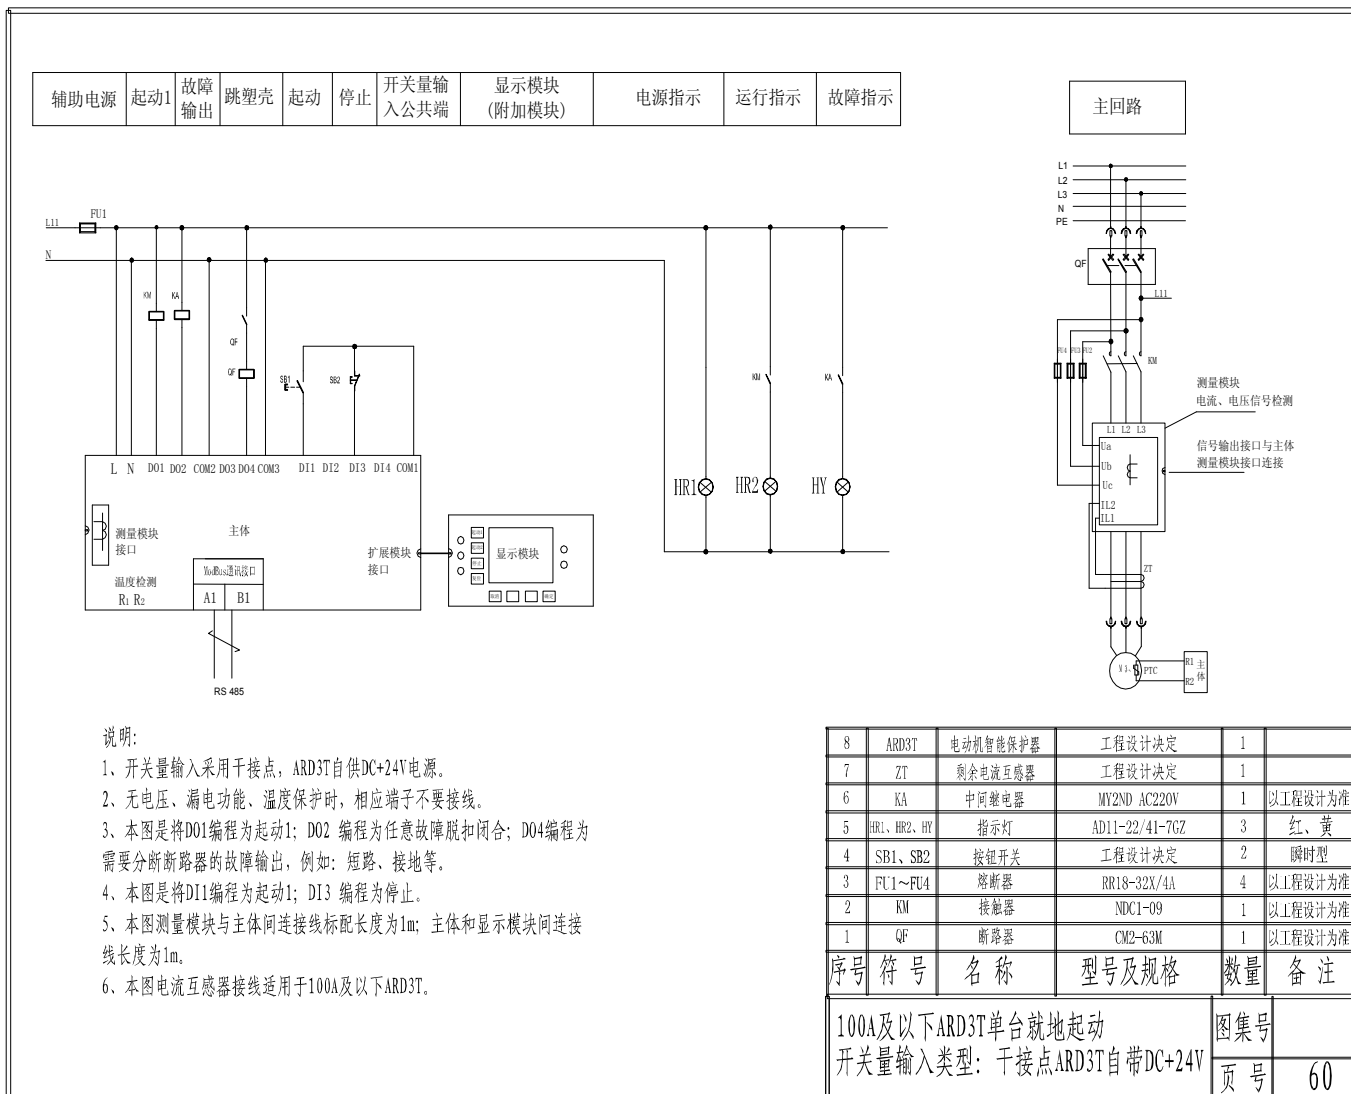 辅助电源 起动1 故障输出 跳塑壳 起动 停止 开关量输入公共端 显示模块(附加模块) 电源指示 运行指示 故障指示
主回路
L1
L2
L3
N
PE
L11 FU1
N
QF
L11
KM KA
QF
QF
SB1 SB2
KM KA
FU4 FU3 FU2
KM
测量模块
电流、电压信号检测
L1 L2 L3
Ua
Ub
Uc
IL2
IL1
信号输出接口与主体
测量模块接口连接
L N DO1 DO2 COM2 DO3 DO4 COM3 DI1 DI2 DI3 DI4 COM1
HR1 HR2 HY
测量模块
接口
主体
扩展模块
接口
显示模块
ModBus通讯接口
温度检测
R1 R2
A1 B1
RS 485
ZT
M 3~ PTC
R1
R2
主体
说明:
1、开关量输入采用干接点，ARD3T自供DC+24V电源。
2、无电压、漏电功能、温度保护时，相应端子不要接线。
3、本图是将DO1编程为起动1；DO2 编程为任意故障脱扣闭合；DO4编程为
需要分断断路器的故障输出，例如：短路、接地等。
4、本图是将DI1编程为起动1；DI3 编程为停止。
5、本图测量模块与主体间连接线标配长度为1m；主体和显示模块间连接
线长度为1m。
6、本图电流互感器接线适用于100A及以下ARD3T。
8 ARD3T 电动机智能保护器 工程设计决定 1
7 ZT 剩余电流互感器 工程设计决定 1
6 KA 中间继电器 MY2ND AC220V 1 以工程设计为准
5 HR1、HR2、HY 指示灯 AD11-22/41-7GZ 3 红、黄
4 SB1、SB2 按钮开关 工程设计决定 2 瞬时型
3 FU1～FU4 熔断器 RR18-32X/4A 4 以工程设计为准
2 KM 接触器 NDC1-09 1 以工程设计为准
1 QF 断路器 CM2-63M 1 以工程设计为准
序号 符 号 名 称 型号及规格 数量 备 注
100A及以下ARD3T单台就地起动
开关量输入类型：干接点ARD3T自带DC+24V
图集号
页 号 60